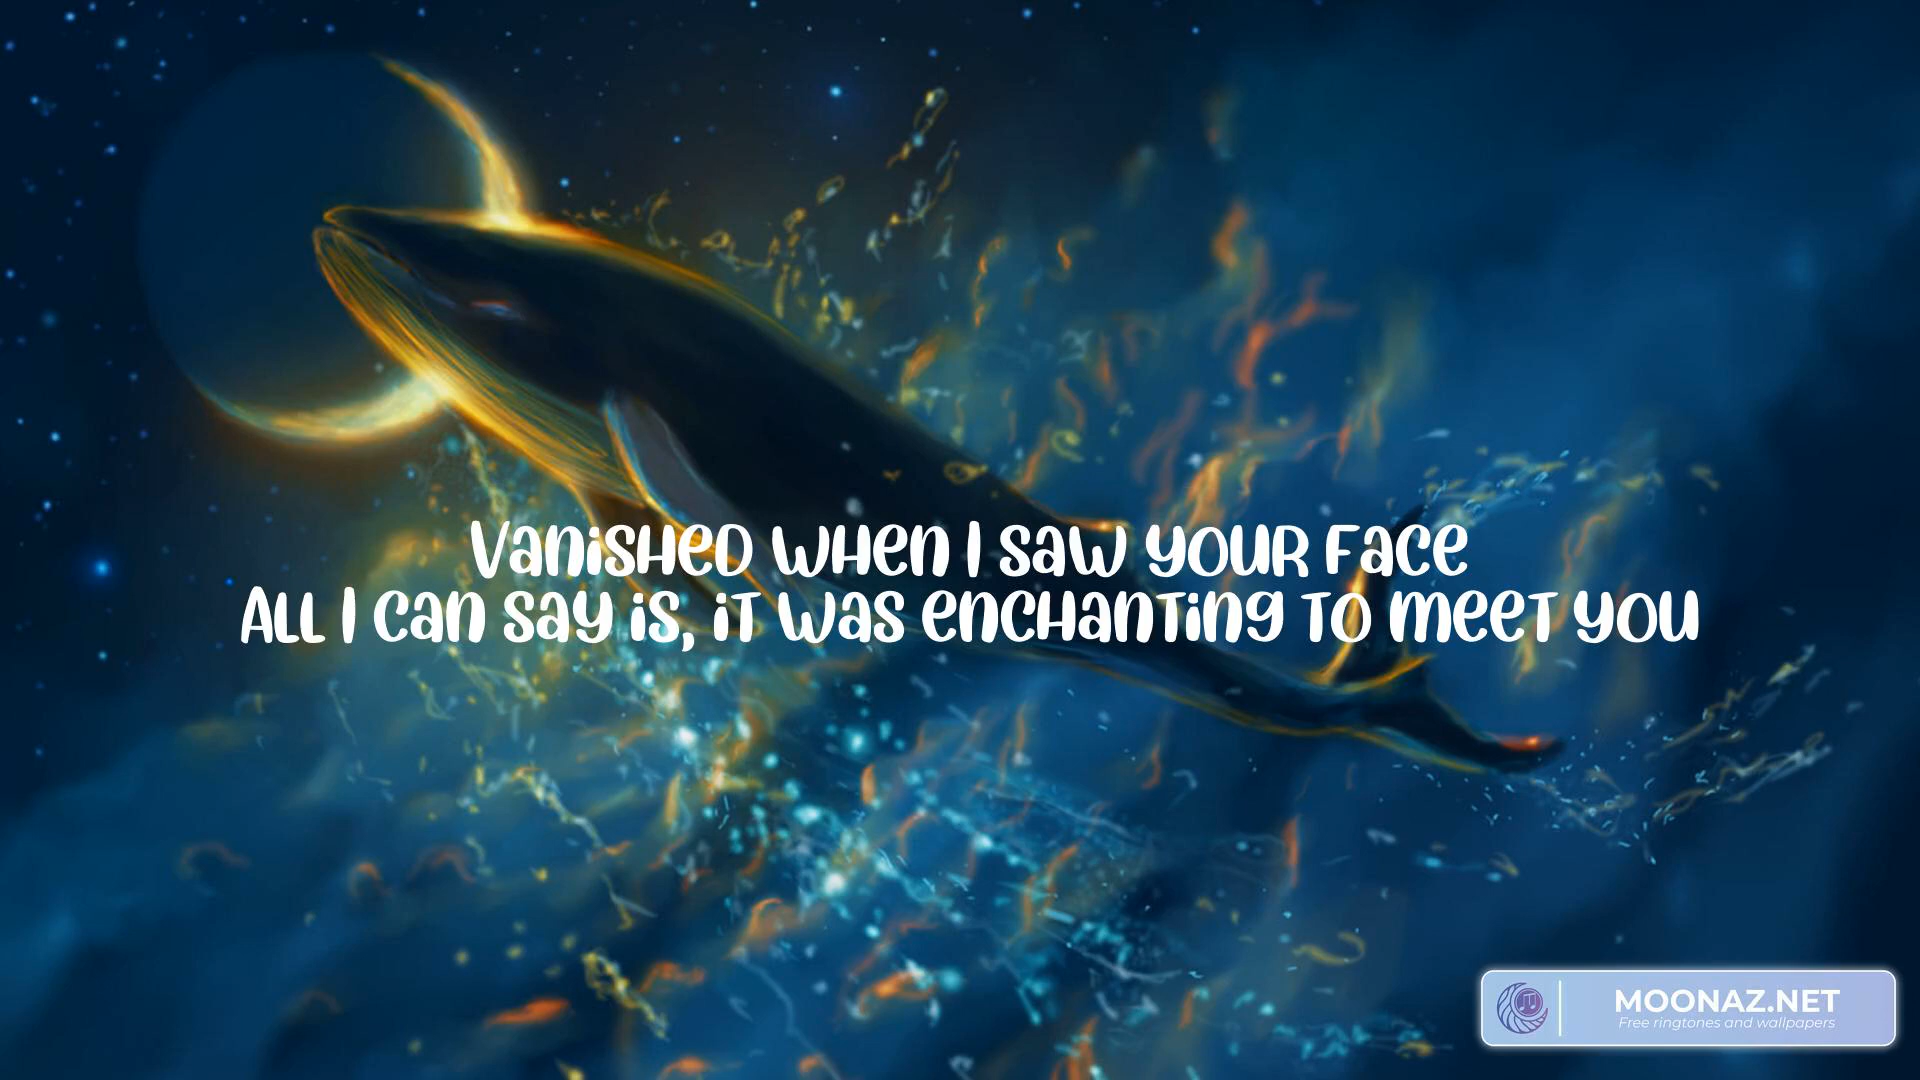 Vanished when I saw your face
All I can say is, it was enchanting to meet you
MOONAZ.NET
Free ringtones and wallpapers